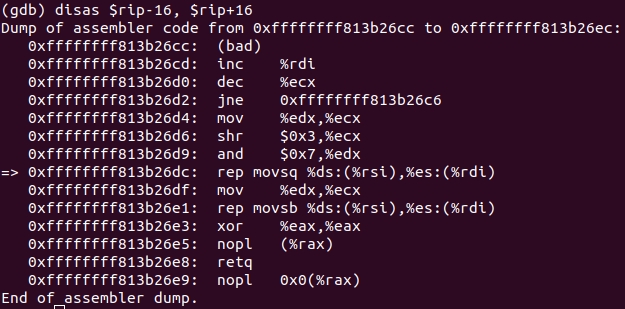 (gdb) disas $rip-16, $rip+16
Dump of assembler code from 0xffffffff813b26cc to 0xffffffff813b26ec:
   0xffffffff813b26cc:  (bad)
   0xffffffff813b26cd:  inc    %rdi
   0xffffffff813b26d0:  dec    %ecx
   0xffffffff813b26d2:  jne    0xffffffff813b26c6
   0xffffffff813b26d4:  mov    %edx,%ecx
   0xffffffff813b26d6:  shr    $0x3,%ecx
   0xffffffff813b26d9:  and    $0x7,%edx
=> 0xffffffff813b26dc:  rep movsq %ds:(%rsi),%es:(%rdi)
   0xffffffff813b26df:  mov    %edx,%ecx
   0xffffffff813b26e1:  rep movsb %ds:(%rsi),%es:(%rdi)
   0xffffffff813b26e3:  xor    %eax,%eax
   0xffffffff813b26e5:  nopl   (%rax)
   0xffffffff813b26e8:  retq
   0xffffffff813b26e9:  nopl   0x0(%rax)
End of assembler dump.